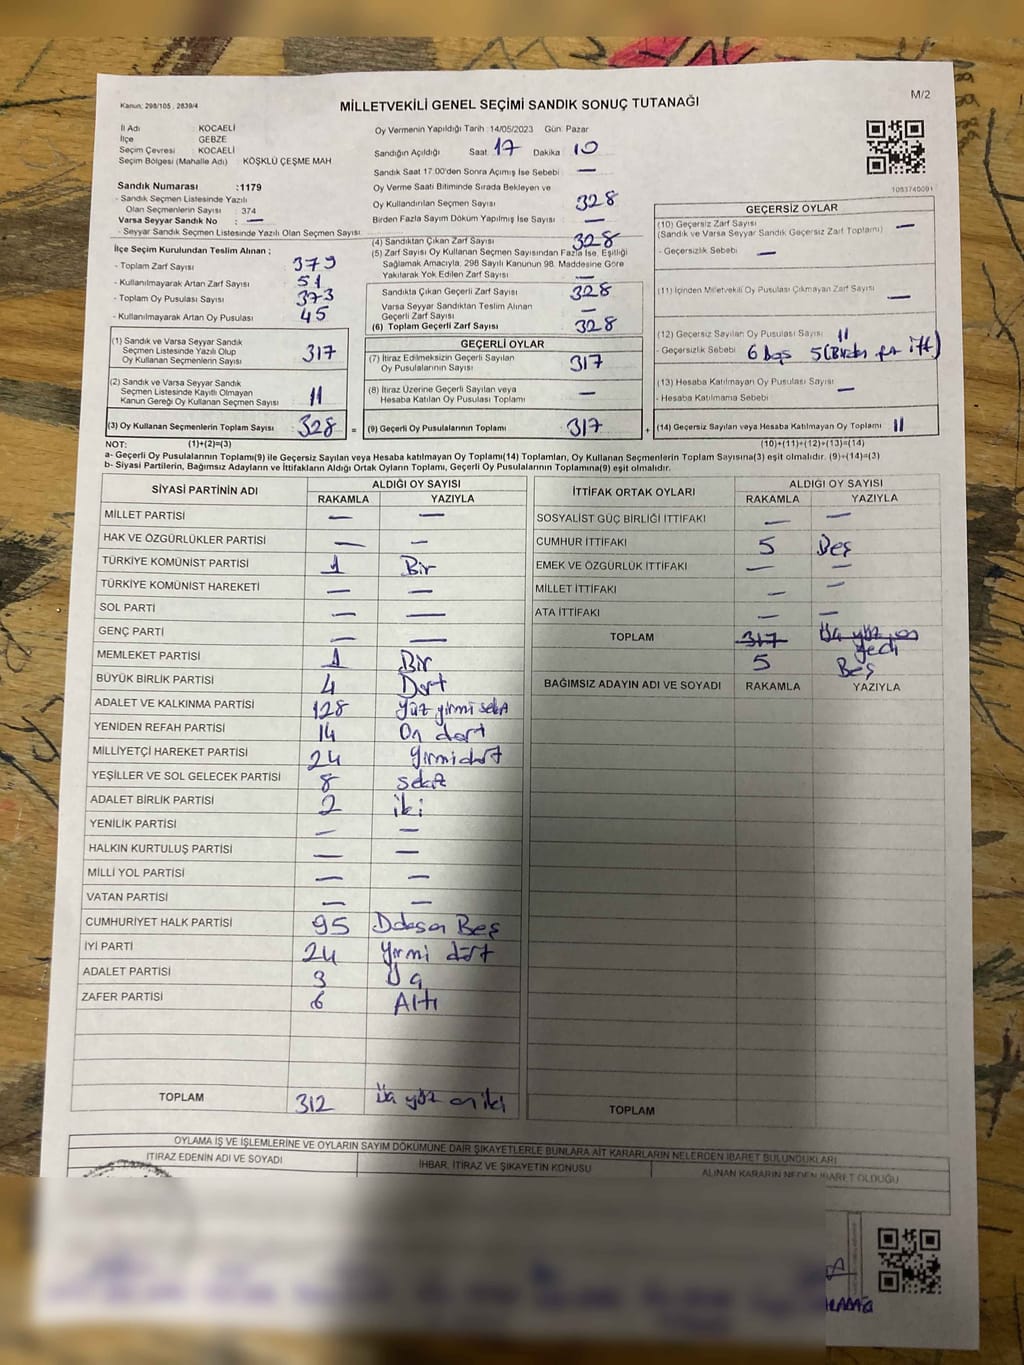 Kanun: 298/105 , 2839/4
MİLLETVEKİLİ GENEL SEÇİMİ SANDIK SONUÇ TUTANAĞI
M/2
İl Adı : KOCAELİ
İlçe GEBZE
Seçim Çevresi : KOCAELİ
Seçim Bölgesi (Mahalle Adı) : KÖŞKLÜ ÇEŞME MAH
Sandık Numarası :1179
- Sandık Seçmen Listesinde Yazılı
Olan Seçmenlerin Sayısı : 374
Varsa Seyyar Sandık No : —
- Seyyar Seçmen Listesinde Yazılı Olan Seçmen Sayısı
İlçe Seçim Kurulundan Teslim Alınan ;
- Toplam Zarf Sayısı : 379
- Kullanılmayarak Artan Zarf Sayısı : 51
- Toplam Oy Pusulası Sayısı : 373
- Kullanılmayarak Artan Oy Pusulası : 45
Oy Vermenin Yapıldığı Tarih :14/05/2023 Gün: Pazar
Sandığın Açıldığı Saat 17 Dakika 10
Sandık Saat 17.00'den Sonra Açılmış İse Sebebi : —
Oy Verme Saati Bitiminde Sırada Bekleyen ve
Oy Kullandırılan Seçmen Sayısı : 328
Birden Fazla Sayım Döküm Yapılmış İse Sayısı : —
(4) Sandıktan Çıkan Zarf Sayısı : 328
(5) Zarf Sayısı Oy Kullanan Seçmen Sayısından Fazla İse, Eşitliği
Sağlamak Amacıyla, 298 Sayılı Kanunun 98. Maddesine Göre
Yakılarak Yok Edilen Zarf Sayısı : —
Sandıkta Çıkan Geçerli Zarf Sayısı : 328
Varsa Seyyar Sandıktan Teslim Alınan
Geçerli Zarf Sayısı : —
(6) Toplam Geçerli Zarf Sayısı : 328
1053740091
GEÇERSİZ OYLAR
(10) Geçersiz Zarf Sayısı : —
(Sandık ve Varsa Seyyar Sandık Geçersiz Zarf Toplamı)
- Geçersizlik Sebebi : —
(11) İçinden Milletvekili Oy Pusulası Çıkmayan Zarf Sayısı : —
(12) Geçersiz Sayılan Oy Pusulası Sayısı : 11
- Geçersizlik Sebebi : 6 Boş 5
(13) Hesaba Katılmayan Oy Pusulası Sayısı : —
- Hesaba Katılmama Sebebi
(14) Geçersiz Sayılan veya Hesaba Katılmayan Oy Toplamı : 11
(1) Sandık ve Varsa Seyyar Sandık
Seçmen Listesinde Yazılı Olup
Oy Kullanan Seçmenlerin Sayısı : 317
(2) Sandık ve Varsa Seyyar Sandık
Seçmen Listesinde Kayıtlı Olmayan
Kanun Gereği Oy Kullanan Seçmen Sayısı : 11
(3) Oy Kullanan Seçmenlerin Toplam Sayısı : 328 =
GEÇERLİ OYLAR
(7) İtiraz Edilmeksizin Geçerli Sayılan
Oy Pusulalarının Sayısı : 317
(8) İtiraz Üzerine Geçerli Sayılan veya
Hesaba Katılan Oy Pusulası Toplamı : —
(9) Geçerli Oy Pusulalarının Toplamı : 317 +
NOT: (1)+(2)=(3) (10)+(11)+(12)+(13)=(14)
a- Geçerli Oy Pusulalarının Toplamı(9) ile Geçersiz Sayılan veya Hesaba katılmayan Oy Toplamı(14) Toplamları, Oy Kullanan Seçmenlerin Toplam Sayısına(3) eşit olmalıdır. (9)+(14)=(3)
b- Siyasi Partilerin, Bağımsız Adayların ve İttifakların Aldığı Ortak Oyların Toplamı, Geçerli Oy Pusulalarının Toplamına(9) eşit olmalıdır.
SİYASİ PARTİNİN ADI ALDIĞI OY SAYISI
RAKAMLA YAZIYLA
MİLLET PARTİSİ — —
HAK VE ÖZGÜRLÜKLER PARTİSİ — —
TÜRKİYE KOMÜNİST PARTİSİ 1 Bir
TÜRKİYE KOMÜNİST HAREKETİ — —
SOL PARTİ — —
GENÇ PARTİ — —
MEMLEKET PARTİSİ 1 Bir
BÜYÜK BİRLİK PARTİSİ 4 Dört
ADALET VE KALKINMA PARTİSİ 128 Yüz yirmi sekiz
YENİDEN REFAH PARTİSİ 14 On dört
MİLLİYETÇİ HAREKET PARTİSİ 24 Yirmi dört
YEŞİLLER VE SOL GELECEK PARTİSİ 8 sekiz
ADALET BİRLİK PARTİSİ 2 iki
YENİLİK PARTİSİ — —
HALKIN KURTULUŞ PARTİSİ — —
MİLLİ YOL PARTİSİ — —
VATAN PARTİSİ — —
CUMHURİYET HALK PARTİSİ 95 Beş
İYİ PARTİ 24 Yirmi dört
ADALET PARTİSİ 3 Üç
ZAFER PARTİSİ 6 Altı
TOPLAM 312 Üç yüz on iki
İTTİFAK ORTAK OYLARI ALDIĞI OY SAYISI
RAKAMLA YAZIYLA
SOSYALİST GÜÇ BİRLİĞİ İTTİFAKI — —
CUMHUR İTTİFAKI 5 Beş
EMEK VE ÖZGÜRLÜK İTTİFAKI — —
MİLLET İTTİFAKI — —
ATA İTTİFAKI — —
TOPLAM 317 Üç yüz on
yedi
5 Beş
BAĞIMSIZ ADAYIN ADI VE SOYADI RAKAMLA YAZIYLA
TOPLAM
OYLAMA İŞ VE İŞLEMLERİNE VE OYLARIN SAYIM DÖKÜMÜNE DAİR ŞİKAYETLERLE BUNLARA AİT KARARLARIN NELERDEN İBARET BULUNDUKLARI
İTİRAZ EDENİN ADI VE SOYADI İHBAR, İTİRAZ VE ŞİKAYETİN KONUSU ALINAN KARARIN NEDEN İBARET OLDUĞU